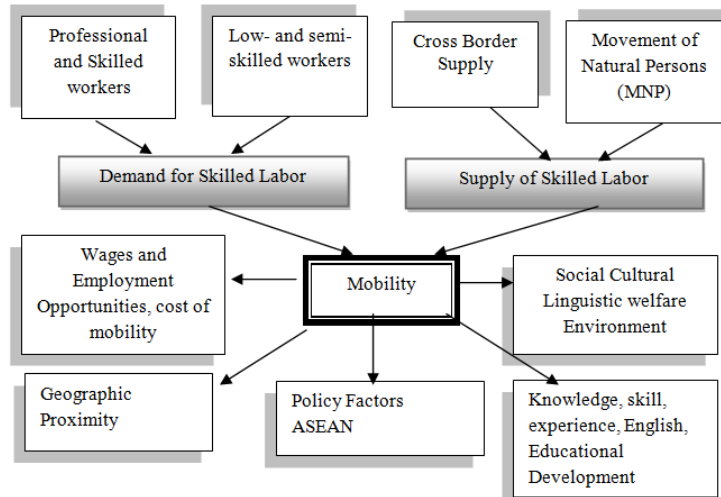 Professional
and Skilled
workers
Low- and semi-
skilled workers
Cross Border
Supply
Movement of
Natural Persons
(MNP)
Demand for Skilled Labor
Supply of Skilled Labor
Wages and
Employment
Opportunities, cost of
mobility
Mobility
Social Cultural
Linguistic welfare
Environment
Geographic
Proximity
Policy Factors
ASEAN
Knowledge, skill,
experience, English,
Educational
Development